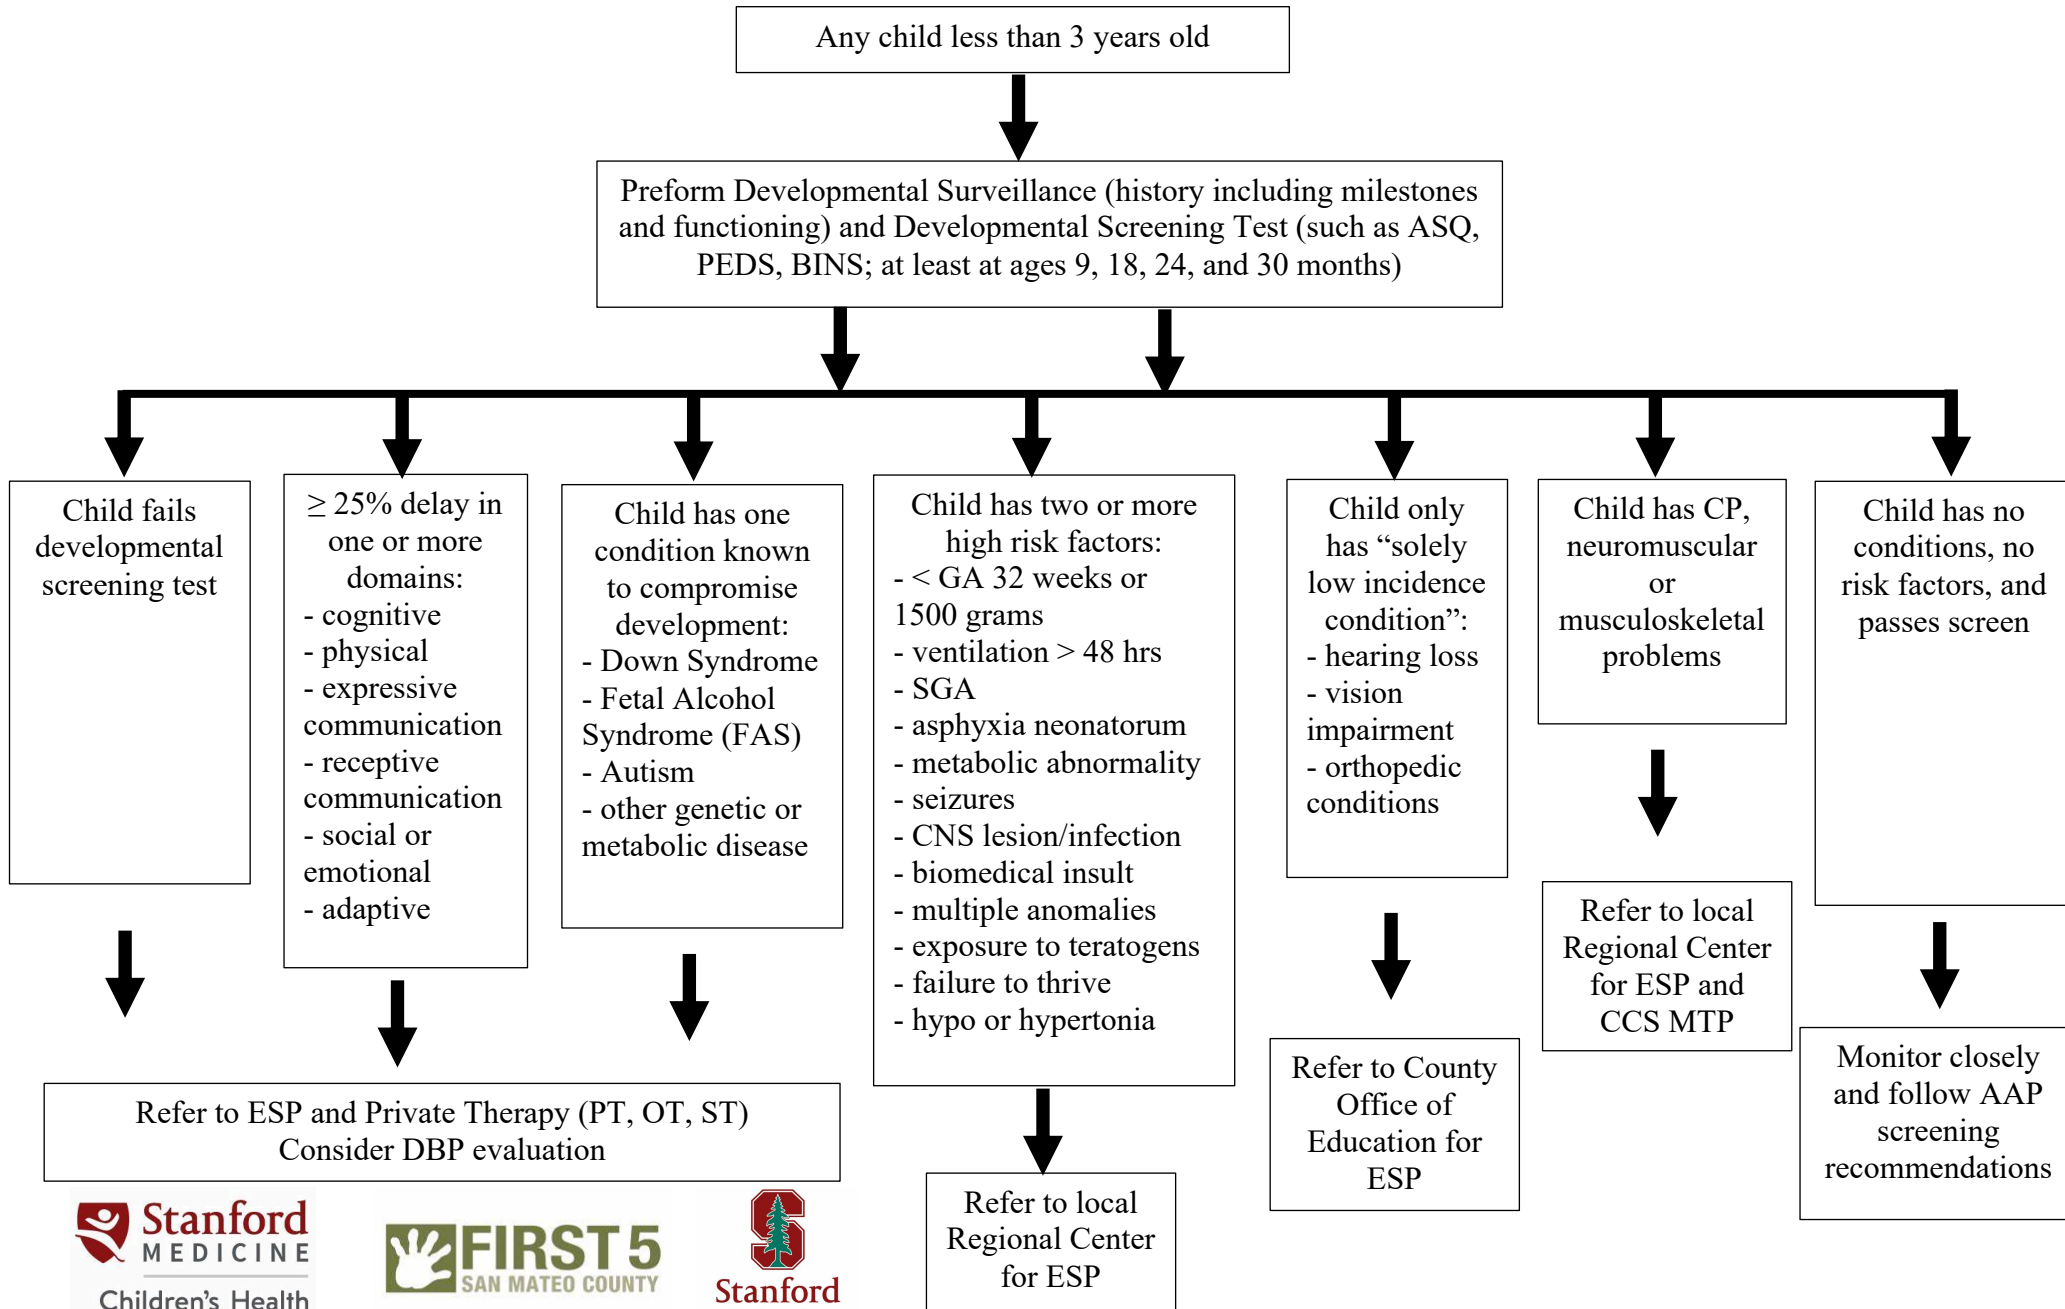 Any child less than 3 years old
Preform Developmental Surveillance (history including milestones
and functioning) and Developmental Screening Test (such as ASQ,
PEDS, BINS; at least at ages 9, 18, 24, and 30 months)
Child fails
developmental
screening test
≥ 25% delay in
one or more
domains:
- cognitive
- physical
- expressive
communication
- receptive
communication
- social or
emotional
- adaptive
Child has one
condition known
to compromise
development:
- Down Syndrome
- Fetal Alcohol
Syndrome (FAS)
- Autism
- other genetic or
metabolic disease
Child has two or more
high risk factors:
- < GA 32 weeks or
1500 grams
- ventilation > 48 hrs
- SGA
- asphyxia neonatorum
- metabolic abnormality
- seizures
- CNS lesion/infection
- biomedical insult
- multiple anomalies
- exposure to teratogens
- failure to thrive
- hypo or hypertonia
Child only
has “solely
low incidence
condition”:
- hearing loss
- vision
impairment
- orthopedic
conditions
Child has CP,
neuromuscular
or
musculoskeletal
problems
Child has no
conditions, no
risk factors, and
passes screen
Refer to ESP and Private Therapy (PT, OT, ST)
Consider DBP evaluation
Refer to local
Regional Center
for ESP
Refer to County
Office of
Education for
ESP
Refer to local
Regional Center
for ESP and
CCS MTP
Monitor closely
and follow AAP
screening
recommendations
Stanford
MEDICINE
Children's Health
FIRST 5
SAN MATEO COUNTY
S
Stanford